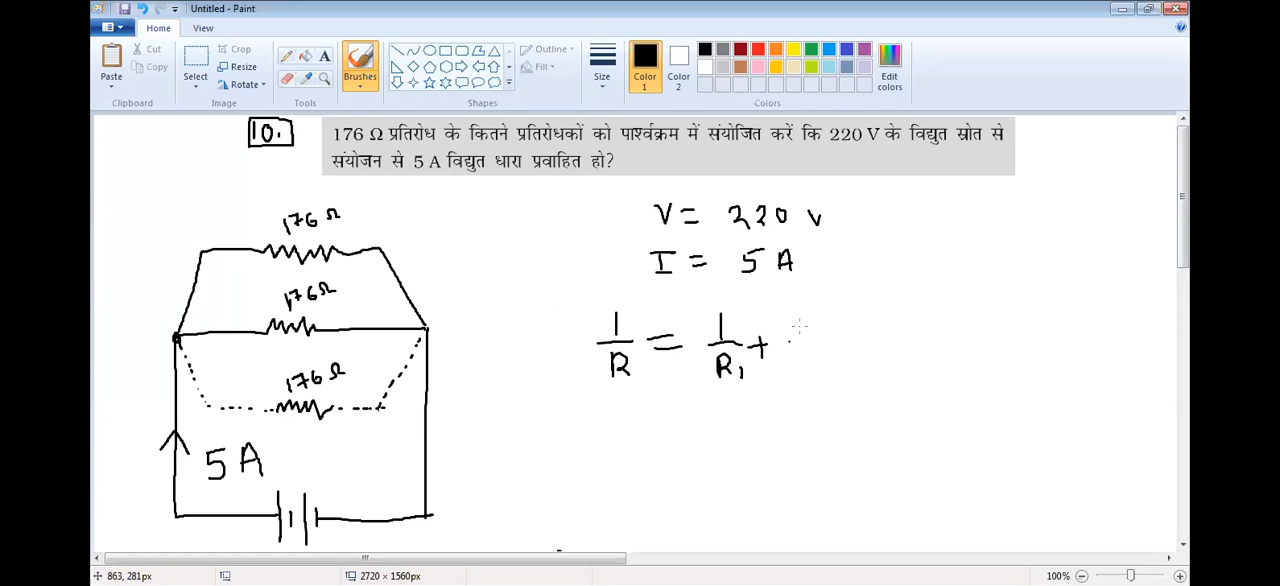 Untitled - Paint
Home View
Paste
Cut
Copy
Clipboard
Select
Crop
Resize
Rotate
Image
A
Tools
Brushes
Outline
Fill
Shapes
Size
Color 1
Color 2
Edit colors
Colors
10.
176 Ω प्रतिरोध के कितने प्रतिरोधकों को पार्श्वक्रम में संयोजित करें कि 220 V के विद्युत स्रोत से
संयोजन से 5 A विद्युत धारा प्रवाहित हो?
176 Ω
176 Ω
176 Ω
5 A
V = 220 V
I = 5 A
1/R = 1/R₁ +
863, 281px
2720 × 1560px
100%